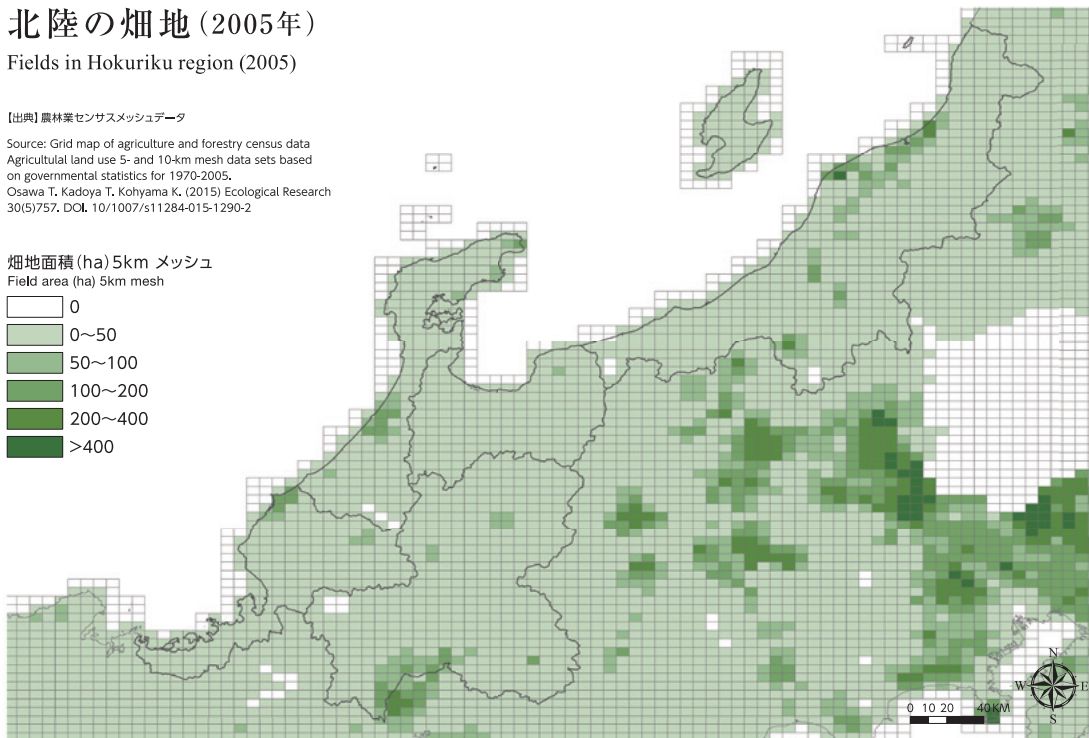 北陸の畑地(2005年)
Fields in Hokuriku region (2005)
【出典】農林業センサスメッシュデータ
Source: Grid map of agriculture and forestry census data
Agricultulal land use 5- and 10-km mesh data sets based
on governmental statistics for 1970-2005.
Osawa T. Kadoya T. Kohyama K. (2015) Ecological Research
30(5)757. DOI. 10/1007/s11284-015-1290-2
畑地面積(ha)5km メッシュ
Field area (ha) 5km mesh
0
0〜50
50〜100
100〜200
200〜400
>400
N
W E
S
0 10 20 40 KM